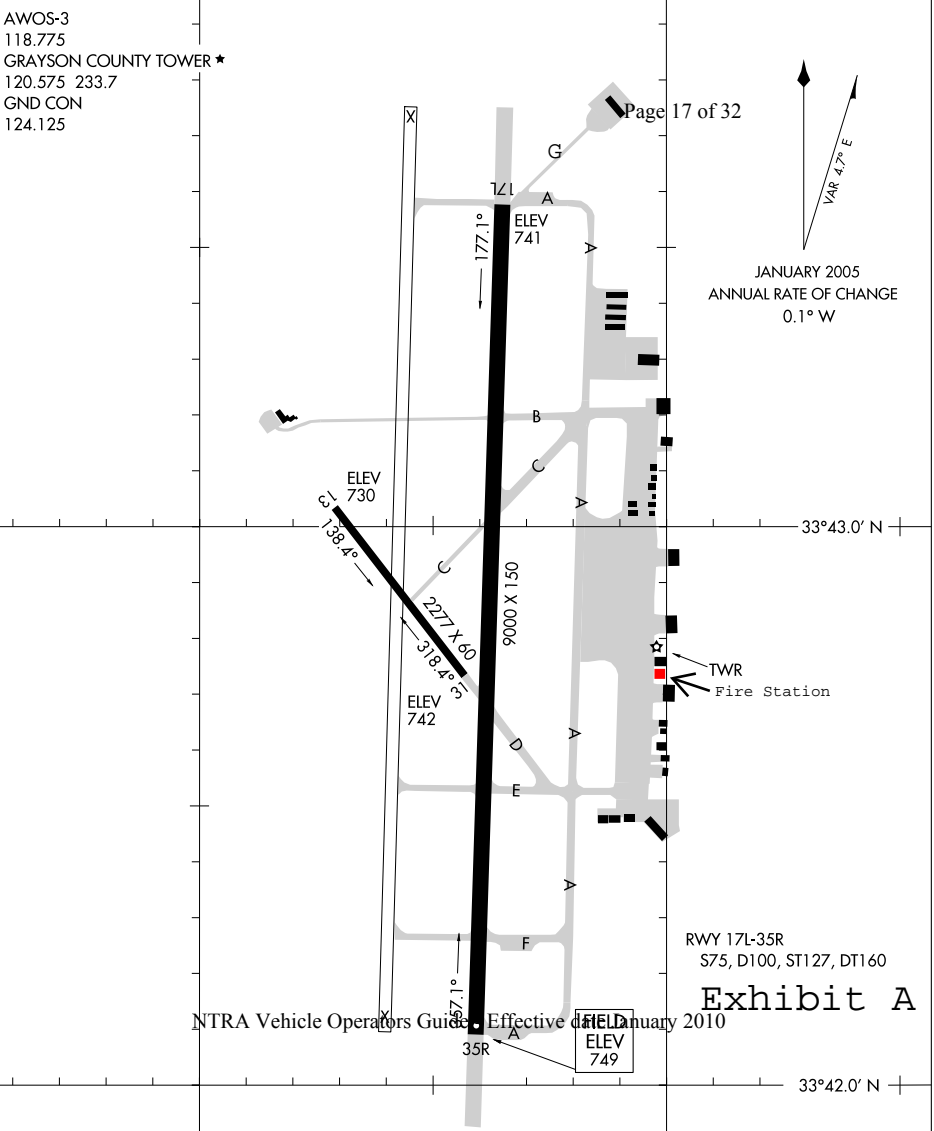 AWOS-3
118.775
GRAYSON COUNTY TOWER ★
120.575 233.7
GND CON
124.125
X
Page 17 of 32
G
VAR 4.7° E
17L
A
ELEV
741
177.1°
A
JANUARY 2005
ANNUAL RATE OF CHANGE
0.1° W
B
C
ELEV
730
13
A
138.4°
33°43.0' N
C
9000 X 150
2277 X 60
318.4°
31
TWR
Fire Station
ELEV
742
D
A
E
A
F
RWY 17L-35R
S75, D100, ST127, DT160
Exhibit A
357.1°
X
NTRA Vehicle Operators Guide - Effective date January 2010
A
35R
FIELD
ELEV
749
33°42.0' N